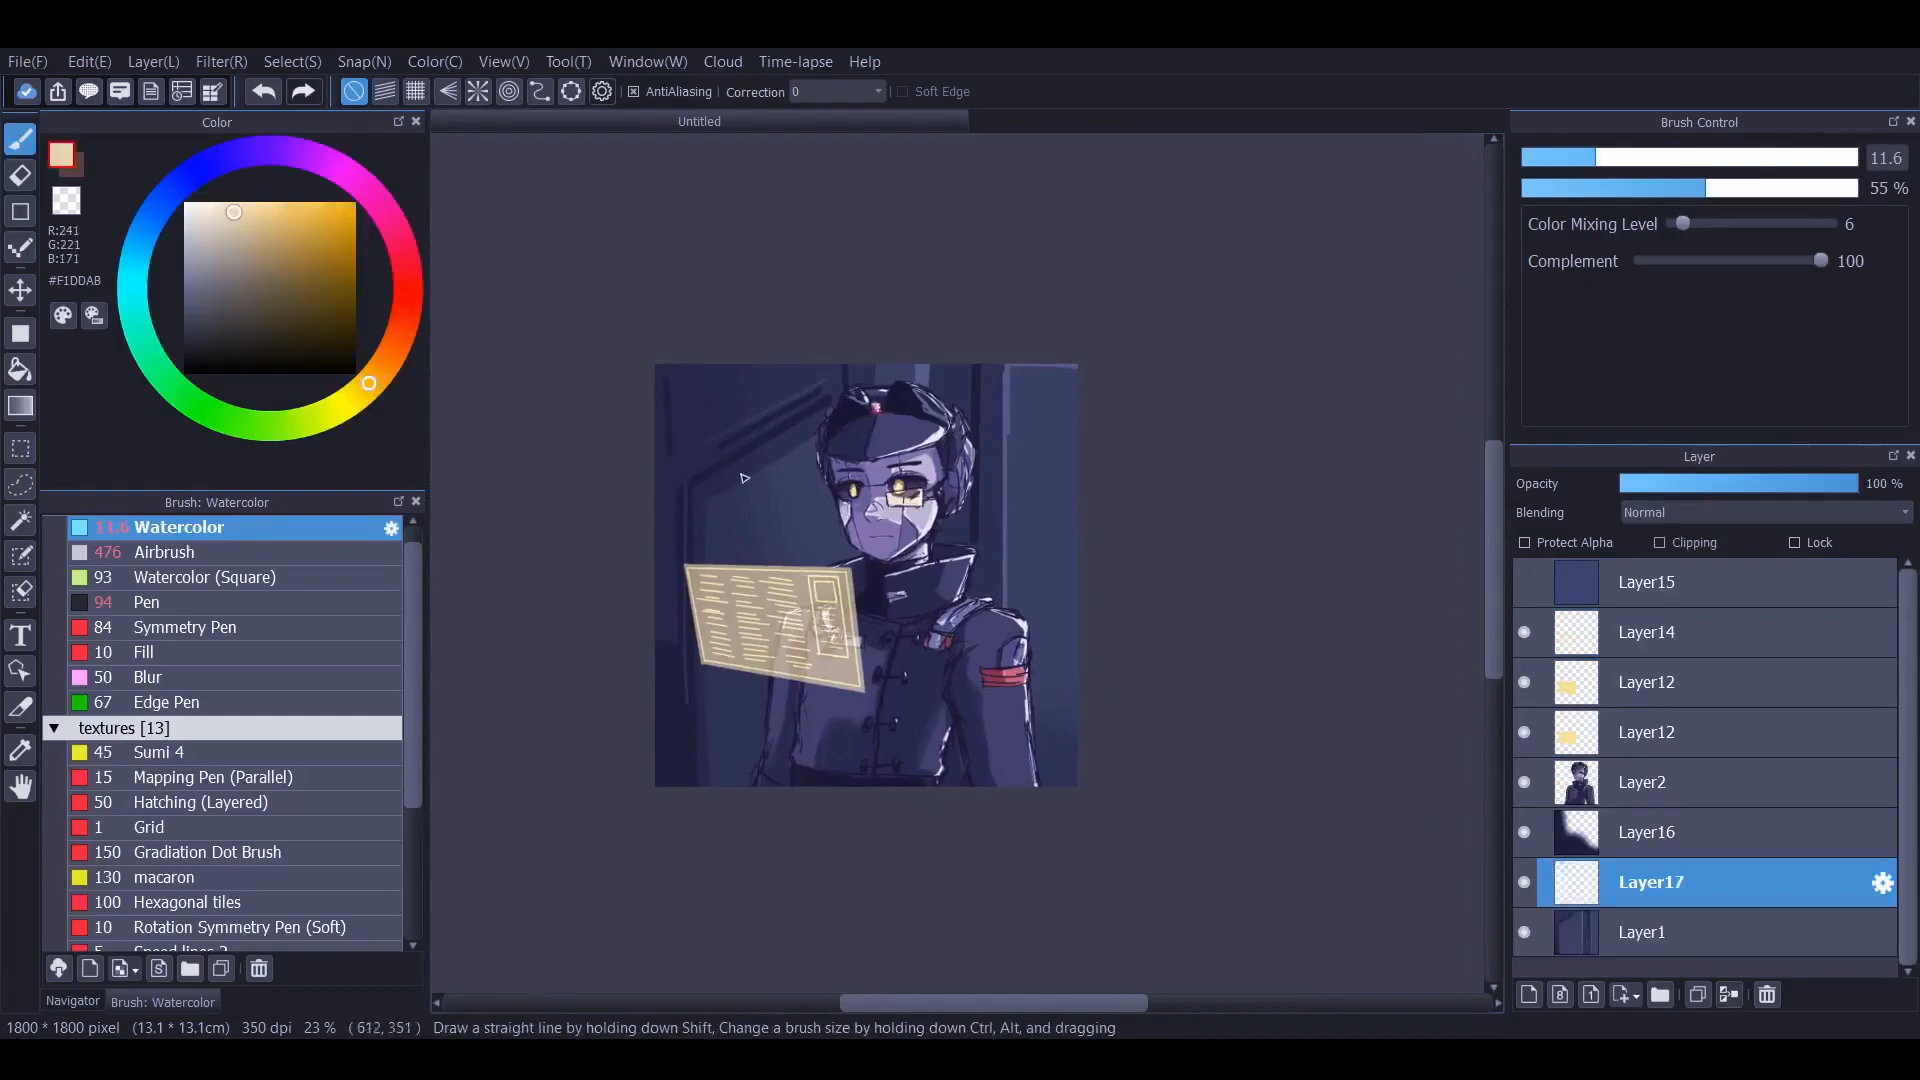 File(F) Edit(E) Layer(L) Filter(R) Select(S) Snap(N) Color(C) View(V) Tool(T) Window(W) Cloud Time-lapse Help
AntiAliasing Correction 0 Soft Edge
Color
Untitled
Brush Control
R:241
G:221
B:171
#F1DDAB
11.6
55 %
Color Mixing Level 6
Complement 100
Brush: Watercolor
11.6 Watercolor
476 Airbrush
93 Watercolor (Square)
94 Pen
84 Symmetry Pen
10 Fill
50 Blur
67 Edge Pen
textures [13]
45 Sumi 4
15 Mapping Pen (Parallel)
50 Hatching (Layered)
1 Grid
150 Gradiation Dot Brush
130 macaron
100 Hexagonal tiles
10 Rotation Symmetry Pen (Soft)
5 Speed lines 2
Navigator Brush: Watercolor
Layer
Opacity 100 %
Blending Normal
Protect Alpha Clipping Lock
Layer15
Layer14
Layer12
Layer12
Layer2
Layer16
Layer17
Layer1
1800 * 1800 pixel (13.1 * 13.1cm) 350 dpi 23 % ( 612, 351 ) Draw a straight line by holding down Shift, Change a brush size by holding down Ctrl, Alt, and dragging